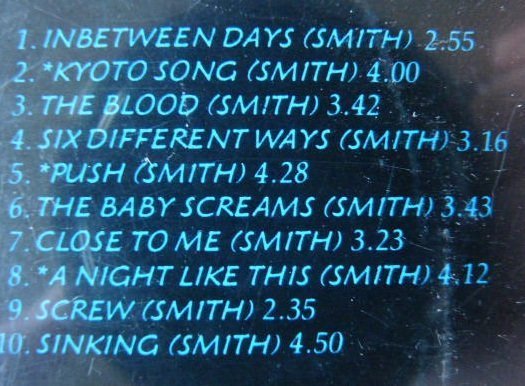 1. INBETWEEN DAYS (SMITH) 2.55
2. *KYOTO SONG (SMITH) 4.00
3. THE BLOOD (SMITH) 3.42
4. SIX DIFFERENT WAYS (SMITH) 3.16
5. *PUSH (SMITH) 4.28
6. THE BABY SCREAMS (SMITH) 3.43
7. CLOSE TO ME (SMITH) 3.23
8. *A NIGHT LIKE THIS (SMITH) 4.12
9. SCREW (SMITH) 2.35
10. SINKING (SMITH) 4.50